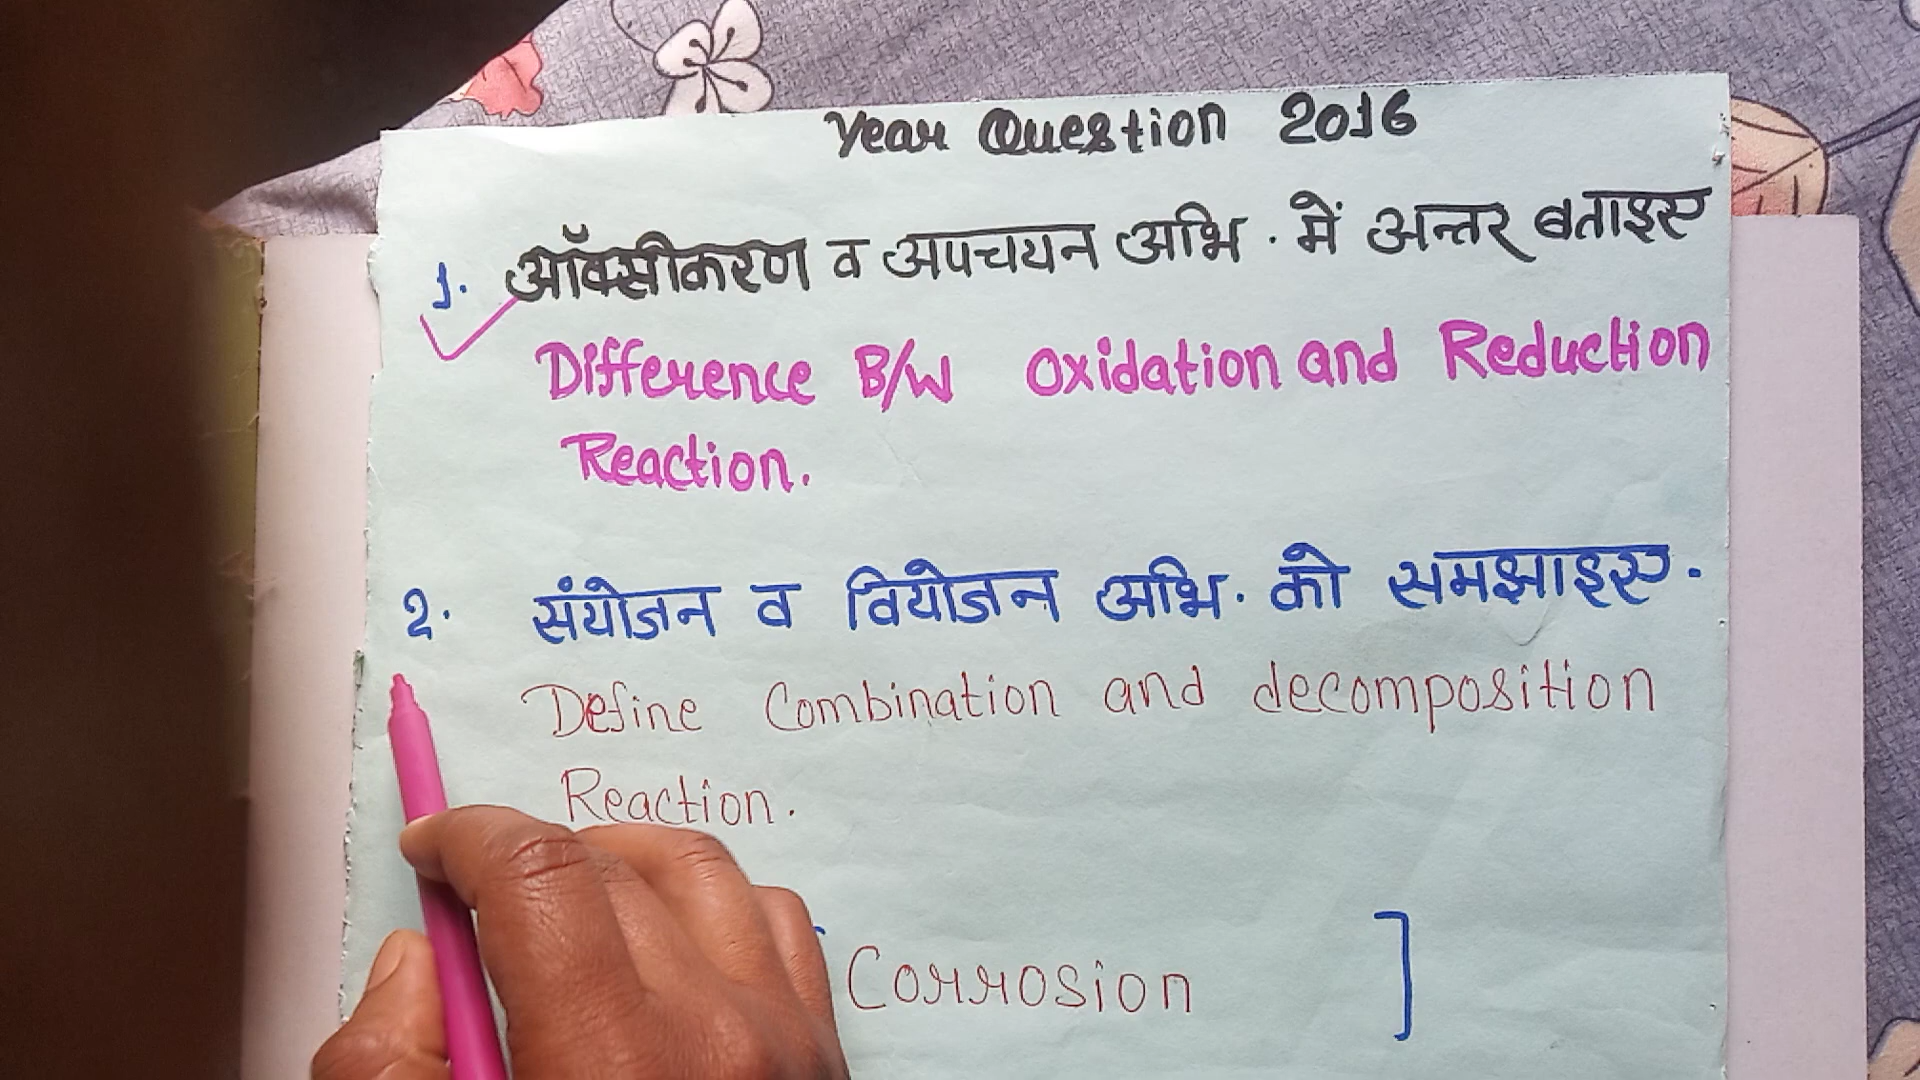 Year Question 2016
1. ऑक्सीकरण व अपचयन अभि. में अन्तर बताइए
Difference B/W Oxidation and Reduction
Reaction.
2. संयोजन व वियोजन अभि. को समझाइए.
Define Combination and decomposition
Reaction.
Corrosion ]